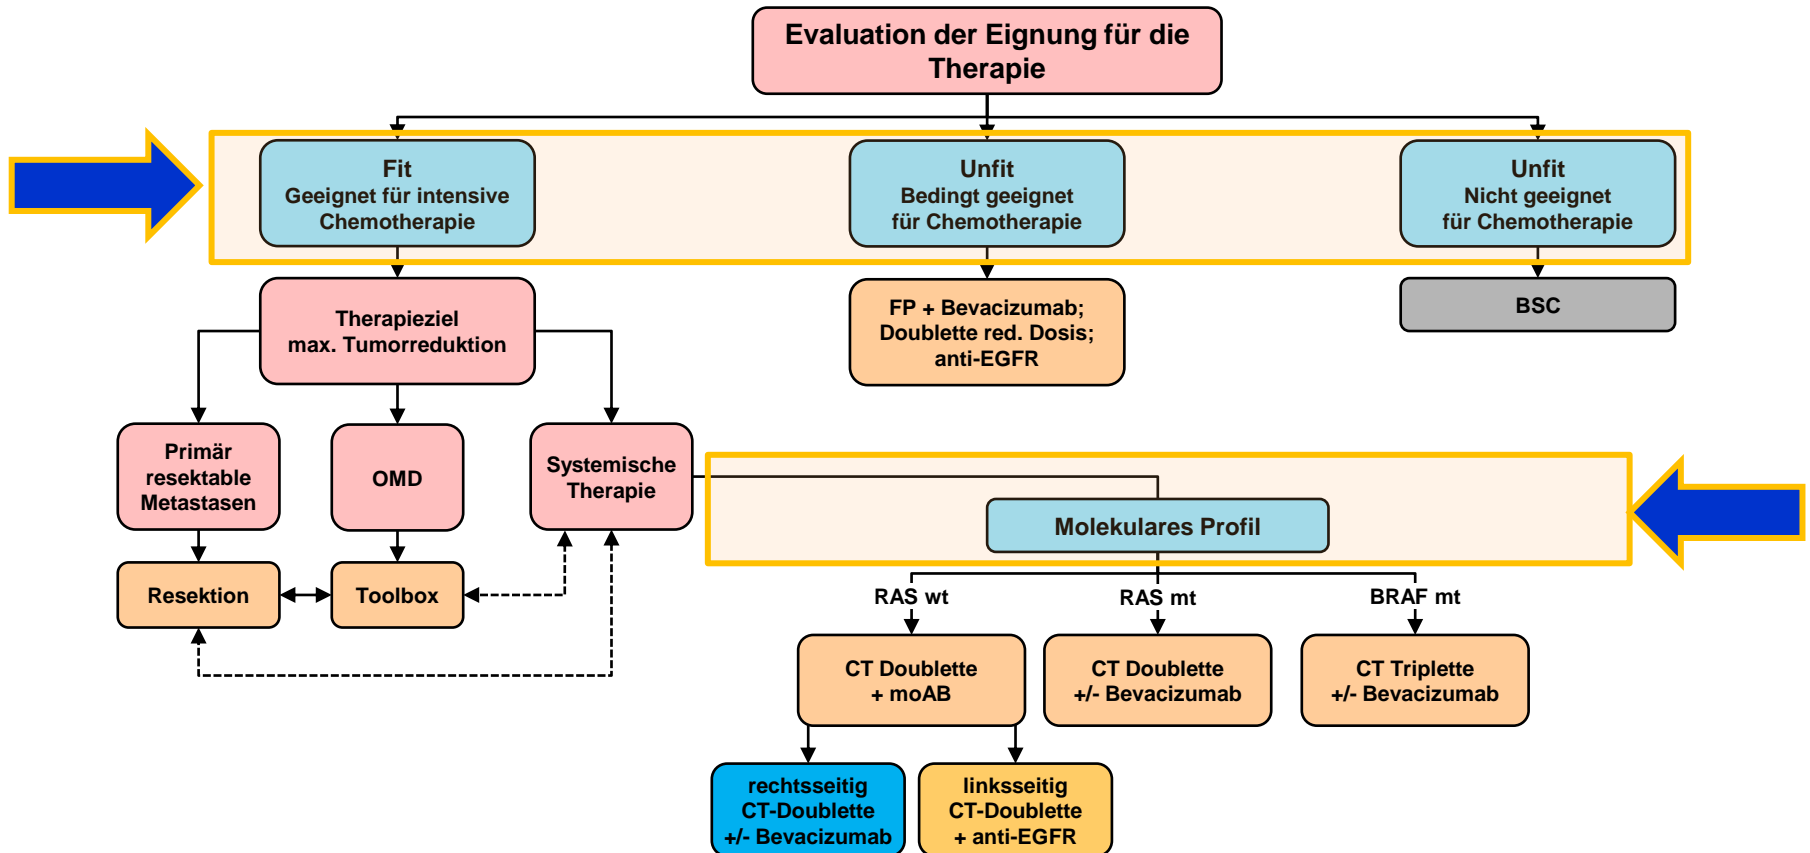 Evaluation der Eignung für die
Therapie
Fit
Geeignet für intensive
Chemotherapie
Unfit
Bedingt geeignet
für Chemotherapie
Unfit
Nicht geeignet
für Chemotherapie
Therapieziel
max. Tumorreduktion
FP + Bevacizumab;
Doublette red. Dosis;
anti-EGFR
BSC
Primär
resektable
Metastasen
OMD
Systemische
Therapie
Molekulares Profil
Resektion
Toolbox
RAS wt
RAS mt
BRAF mt
CT Doublette
+ moAB
CT Doublette
+/- Bevacizumab
CT Triplette
+/- Bevacizumab
rechtsseitig
CT-Doublette
+/- Bevacizumab
linksseitig
CT-Doublette
+ anti-EGFR